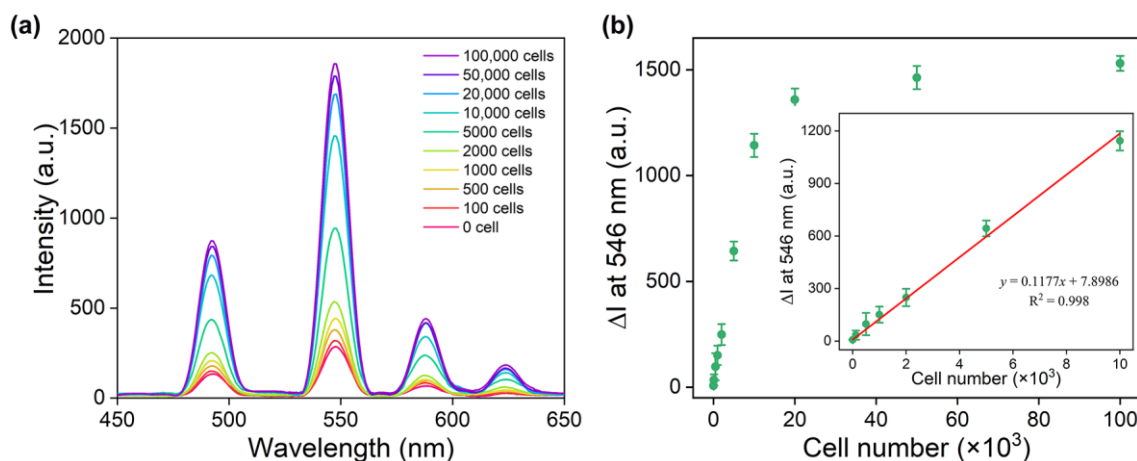 (a)
2000
1500
1000
500
0
Intensity (a.u.)
450
500
550
600
650
Wavelength (nm)
100,000 cells
50,000 cells
20,000 cells
10,000 cells
5000 cells
2000 cells
1000 cells
500 cells
100 cells
0 cell
(b)
1500
1000
500
0
ΔI at 546 nm (a.u.)
0
20
40
60
80
100
Cell number (×10³)
1200
900
600
300
0
ΔI at 546 nm (a.u.)
y = 0.1177x + 7.8986
R² = 0.998
0
2
4
6
8
10
Cell number (×10³)